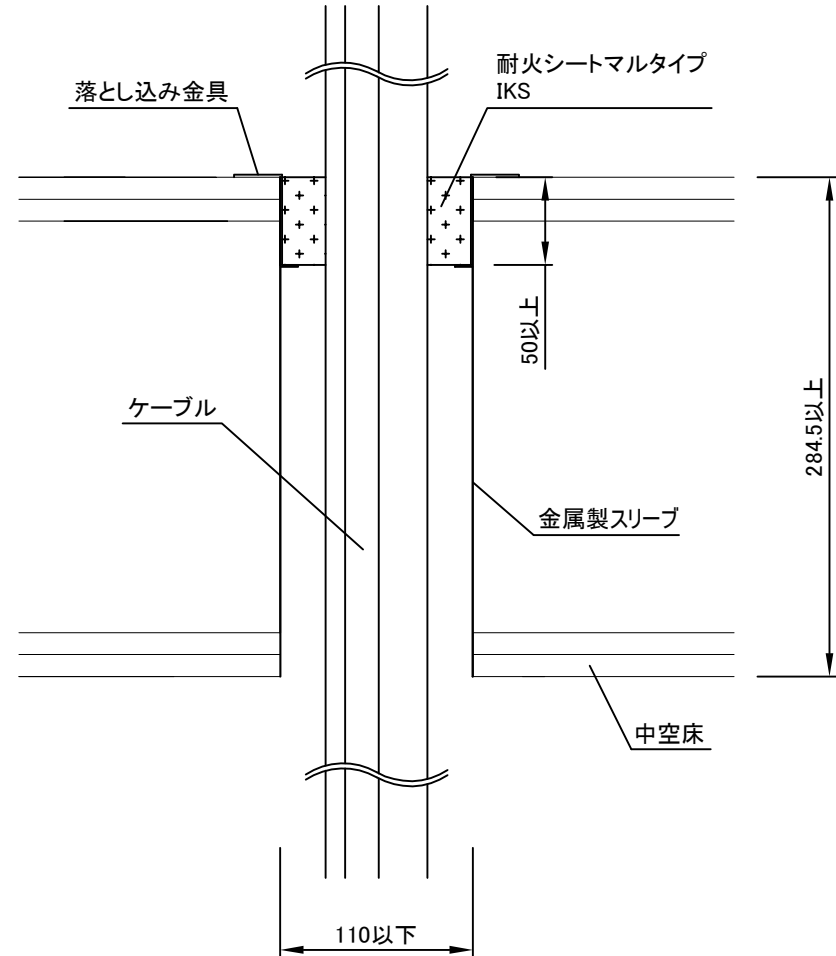 耐火シートマルタイプ
IKS
落とし込み金具
50以上
284.5以上
ケーブル
金属製スリーブ
中空床
110以下